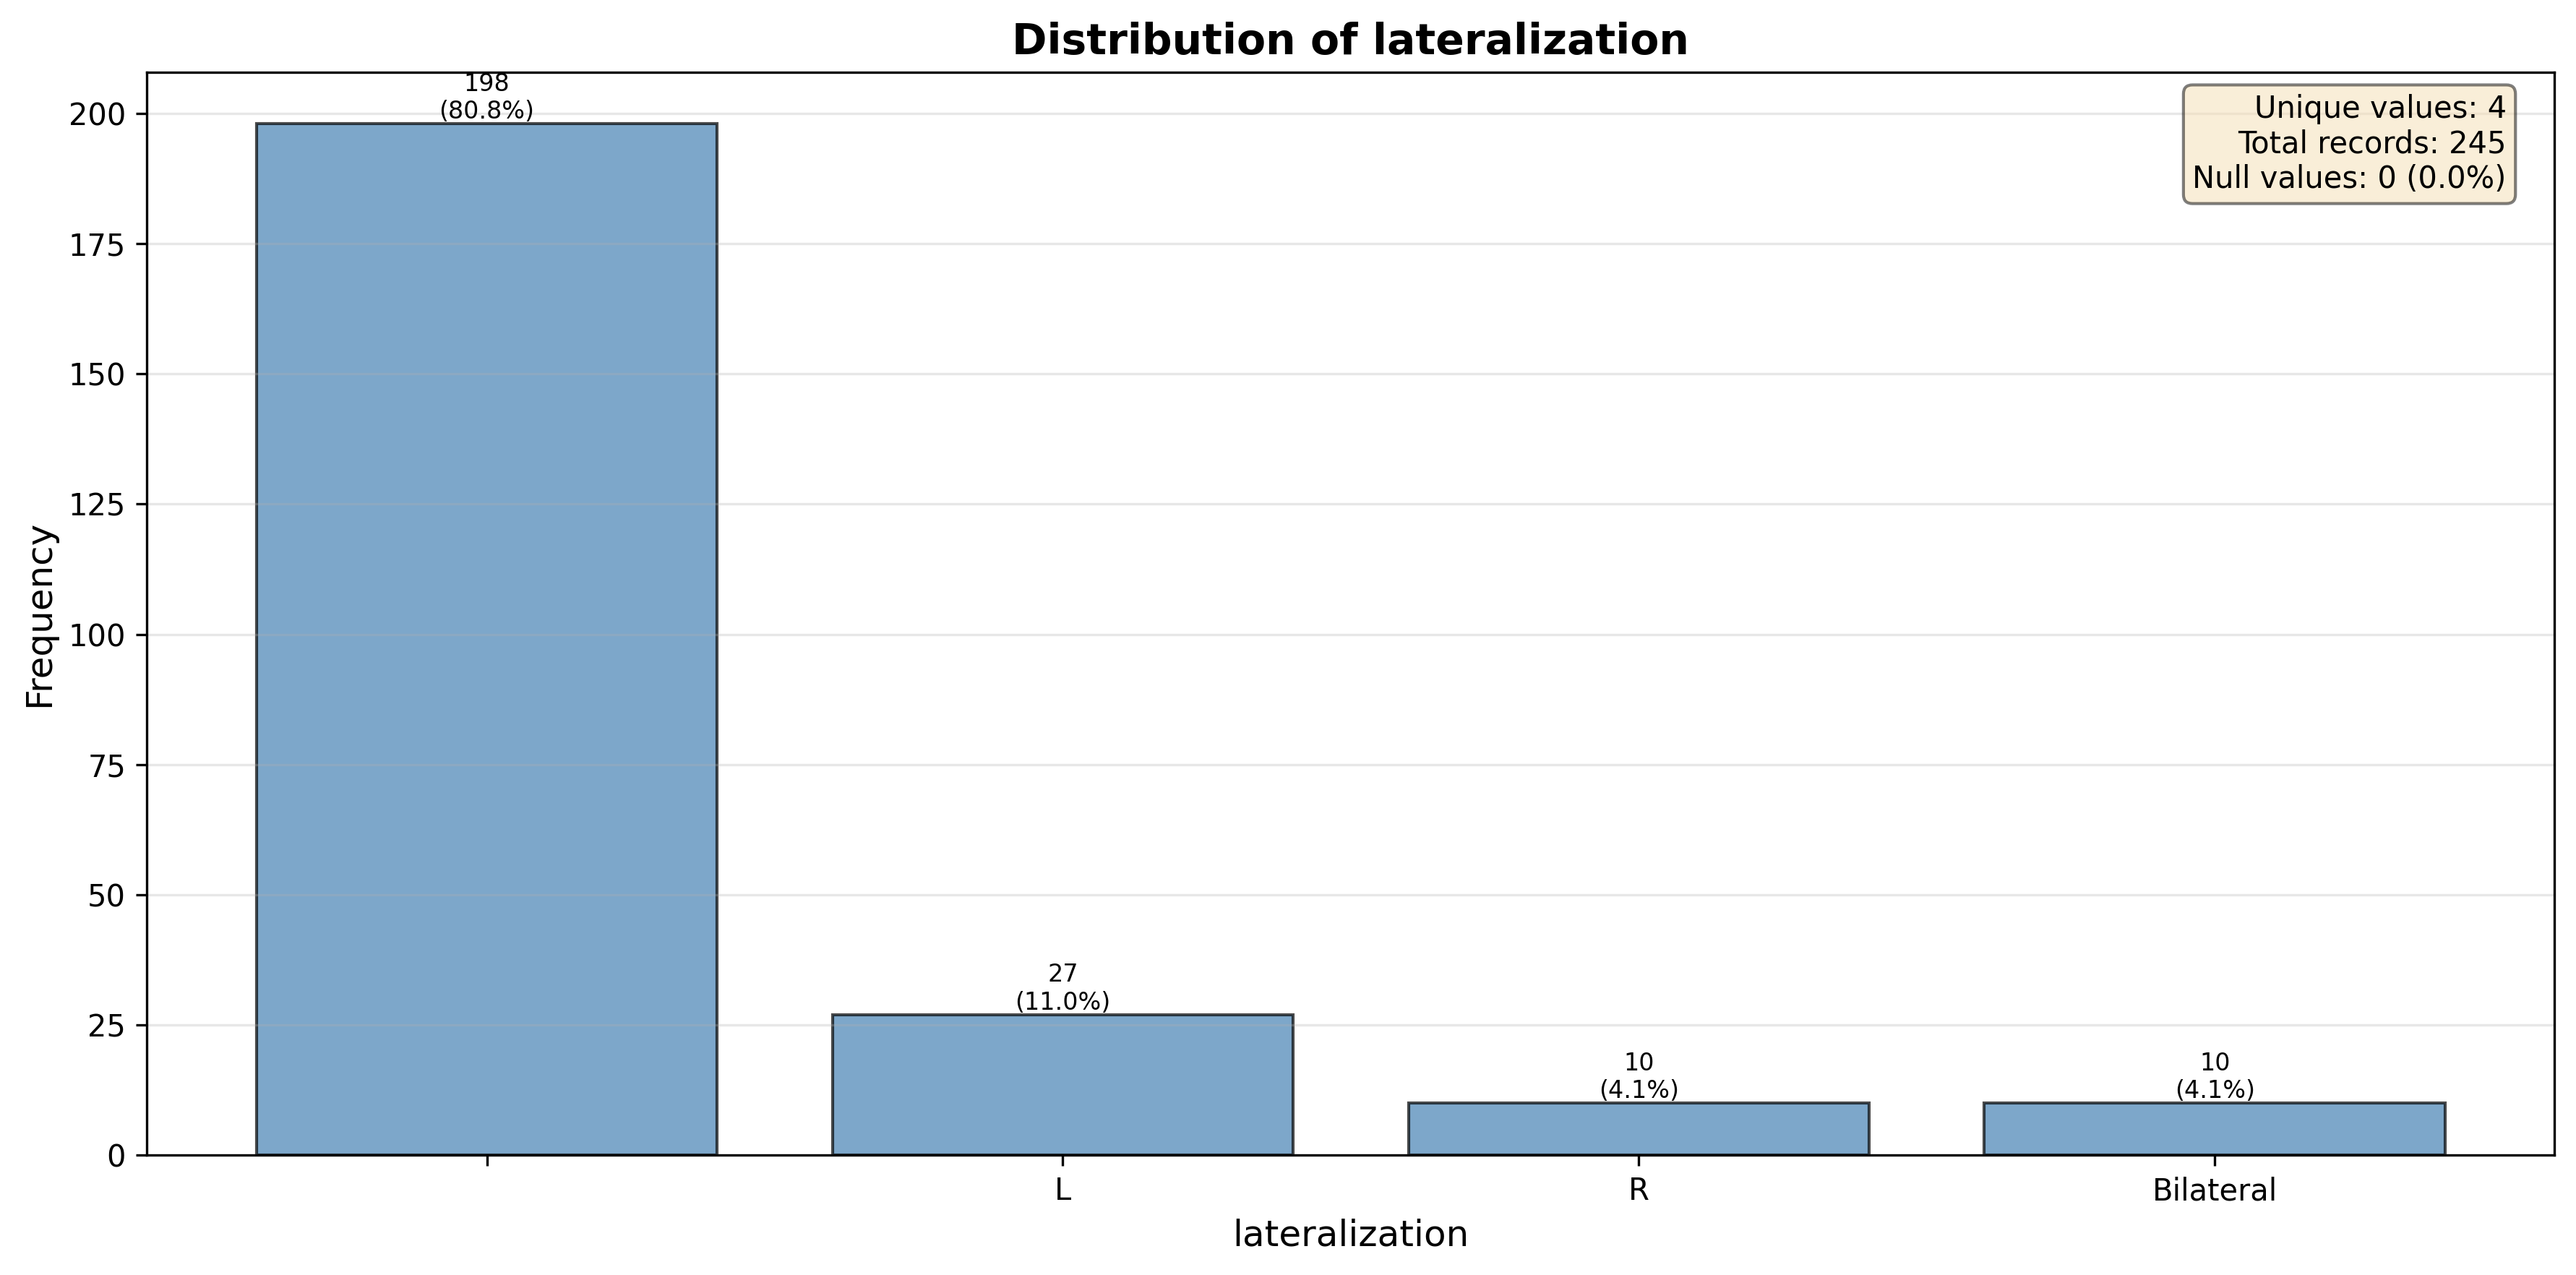 Distribution of lateralization
Unique values: 4
Total records: 245
Null values: 0 (0.0%)
198
(80.8%)
27
(11.0%)
10
(4.1%)
10
(4.1%)
Frequency
200
175
150
125
100
75
50
25
0
L
R
Bilateral
lateralization